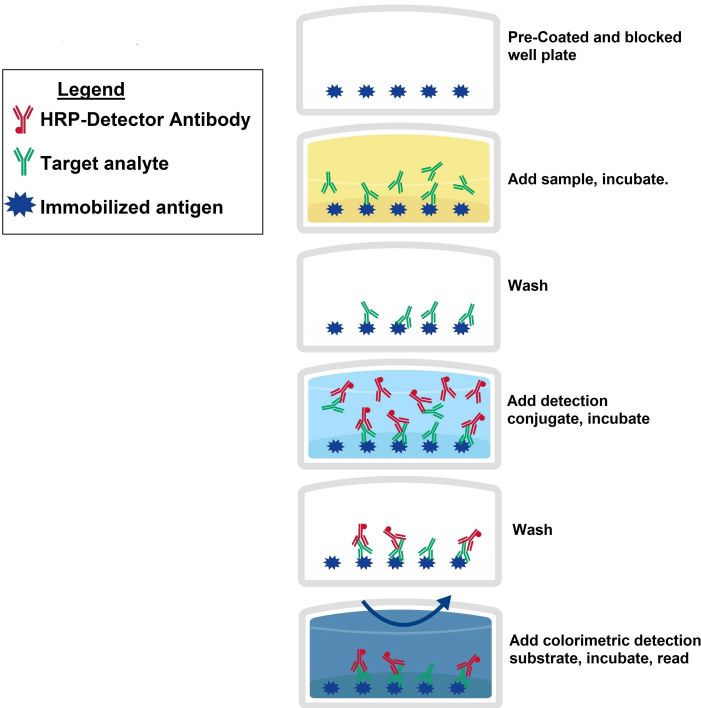 Pre-Coated and blocked
well plate
Legend
HRP-Detector Antibody
Target analyte
Immobilized antigen
Add sample, incubate.
Wash
Add detection
conjugate, incubate
Wash
Add colorimetric detection
substrate, incubate, read